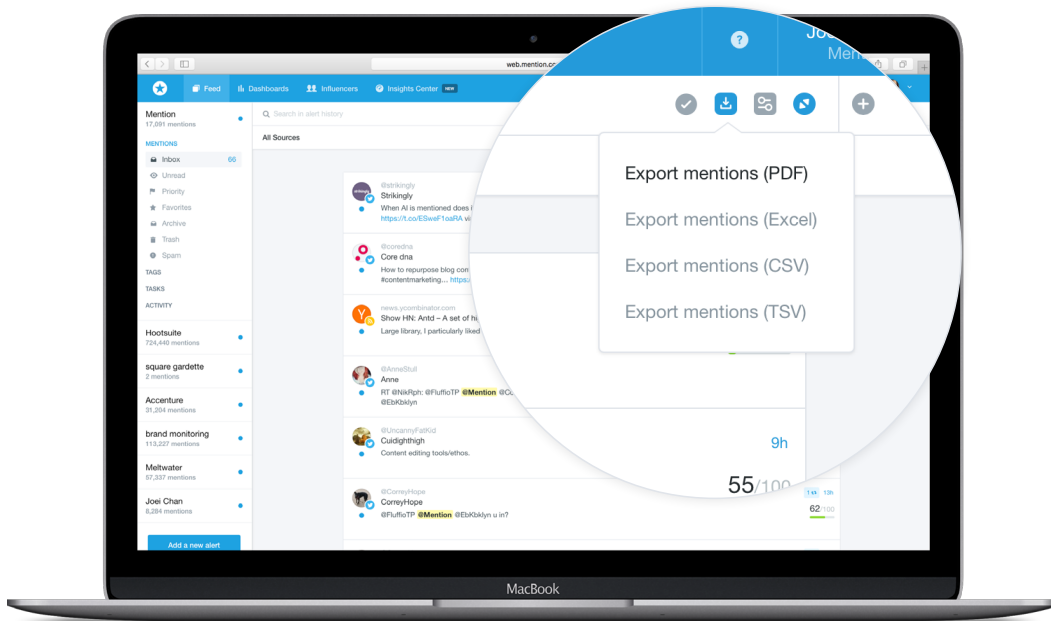 web.mention.co
Feed
Dashboards
Influencers
Insights Center NEW
?
Mention
17,091 mentions
MENTIONS
Inbox 66
Unread
Priority
Favorites
Archive
Trash
Spam
TAGS
TASKS
ACTIVITY
Hootsuite
724,440 mentions
square gardette
2 mentions
Accenture
31,204 mentions
brand monitoring
113,227 mentions
Meltwater
57,337 mentions
Joei Chan
8,284 mentions
Add a new alert
Search in alert history
All Sources
@strikingly
Strikingly
When AI is mentioned does i
https://t.co/ESweF1oaRA vi
@coredna
Core dna
How to repurpose blog con
#contentmarketing... https:
news.ycombinator.com
Show HN: Antd – A set of hi
Large library, I particularly liked
@AnneStull
Anne
RT @NikRph: @FluffioTP @Mention @Co
@EbKbklyn
@UncannyFatKid
Cuidighthigh
Content editing tools/ethos.
@CorreyHope
CorreyHope
@FluffioTP @Mention @EbKbklyn u in?
Export mentions (PDF)
Export mentions (Excel)
Export mentions (CSV)
Export mentions (TSV)
9h
55/100
1 13h
62/100
MacBook